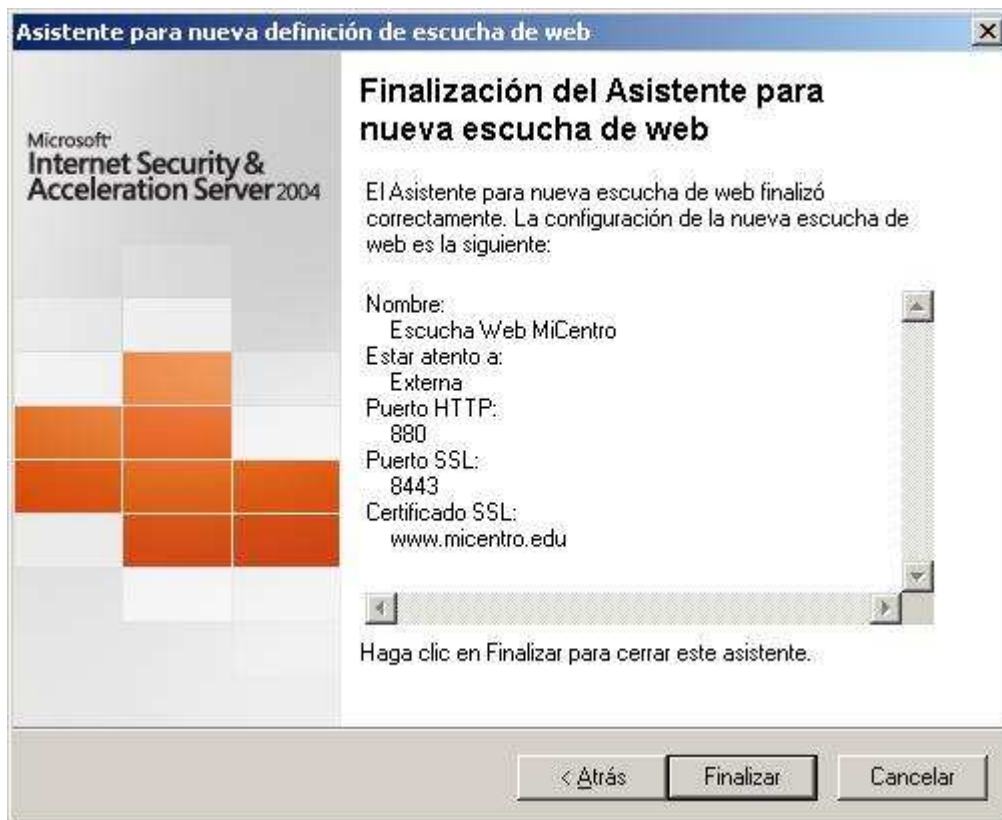 Asistente para nueva definición de escucha de web
Microsoft
Internet Security &
Acceleration Server 2004
Finalización del Asistente para
nueva escucha de web
El Asistente para nueva escucha de web finalizó
correctamente. La configuración de la nueva escucha de
web es la siguiente:
Nombre:
Escucha Web MiCentro
Estar atento a:
Externa
Puerto HTTP:
880
Puerto SSL:
8443
Certificado SSL:
www.micentro.edu
Haga clic en Finalizar para cerrar este asistente.
< Atrás
Finalizar
Cancelar